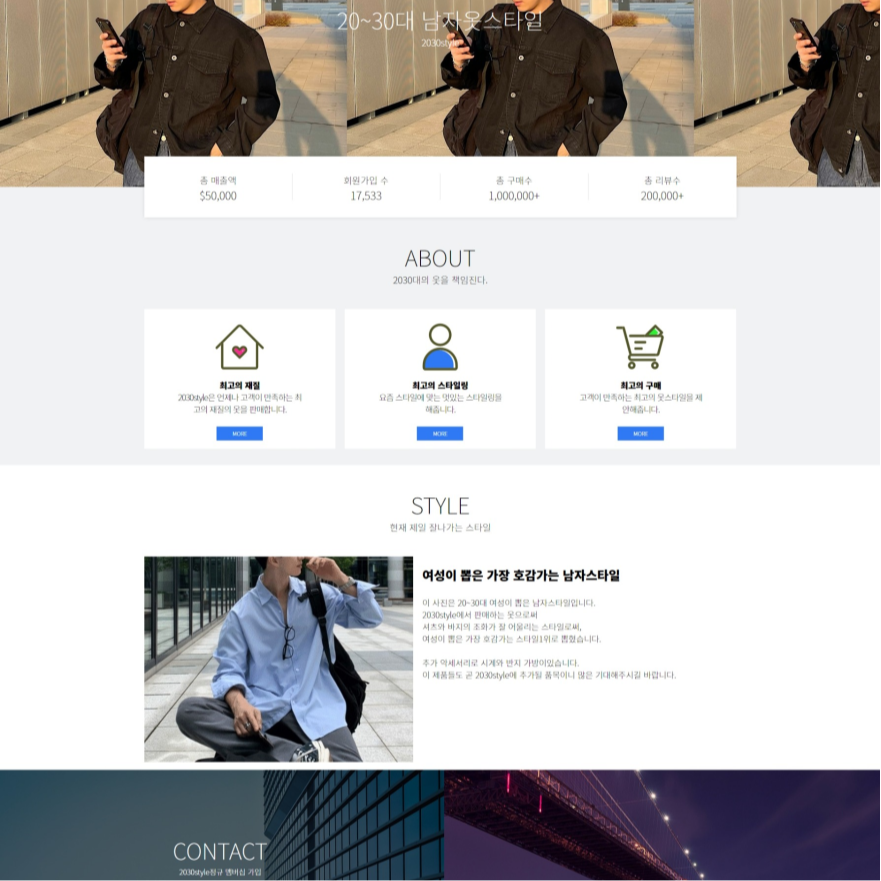 20~30대 남자옷스타일
2030style
총 매출액
$50,000
회원가입 수
17,533
총 구매수
1,000,000+
총 리뷰수
200,000+
ABOUT
2030대의 옷을 책임진다.
최고의 재질
2030style은 언제나 고객이 만족하는 최
고의 재질의 옷을 판매합니다.
MORE
최고의 스타일링
요즘 스타일에 맞는 멋있는 스타일링을
해줍니다.
MORE
최고의 구매
고객이 만족하는 최고의 옷스타일을 제
안해줍니다.
MORE
STYLE
현재 제일 잘나가는 스타일
여성이 뽑은 가장 호감가는 남자스타일
이 사진은 20~30대 여성이 뽑은 남자스타일입니다.
2030style에서 판매하는 옷으로써
셔츠와 바지의 조화가 잘 어울리는 스타일로써,
여성이 뽑은 가장 호감가는 스타일1위로 뽑혔습니다.
추가 악세서리로 시계와 반지 가방이있습니다.
이 제품들도 곧 2030style에 추가될 품목이니 많은 기대해주시길 바랍니다.
CONTACT
2030style정규 멤버십 가입